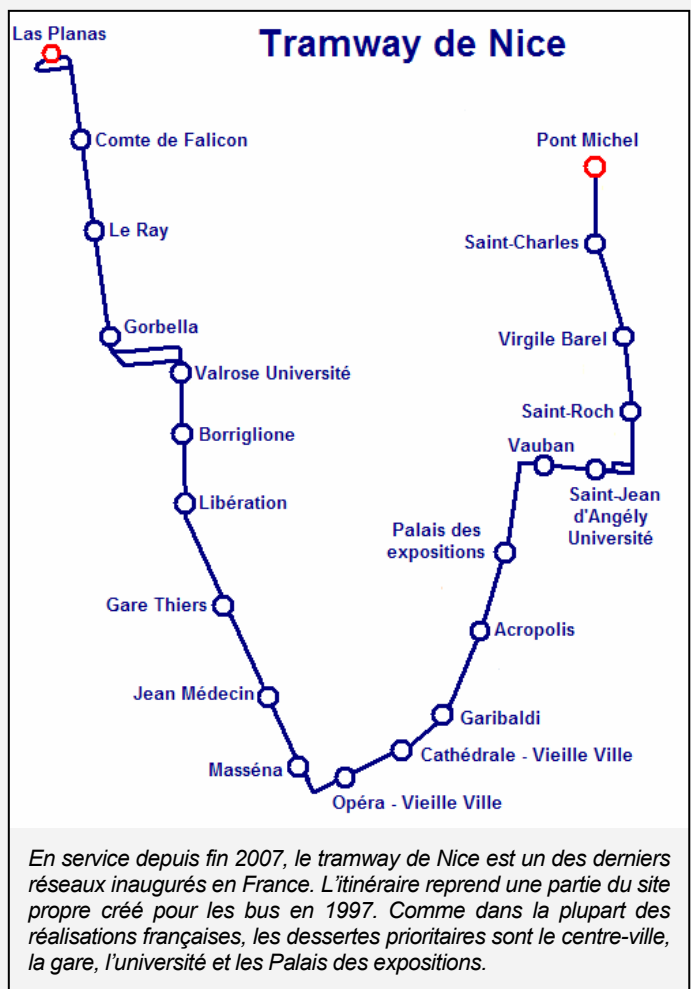 Las Planas
Tramway de Nice
Comte de Falicon
Pont Michel
Le Ray
Saint-Charles
Gorbella
Virgile Barel
Valrose Université
Saint-Roch
Borriglione
Vauban
Libération
Saint-Jean
d'Angély
Université
Palais des
expositions
Gare Thiers
Acropolis
Jean Médecin
Garibaldi
Cathédrale - Vieille Ville
Masséna
Opéra - Vieille Ville
En service depuis fin 2007, le tramway de Nice est un des derniers
réseaux inaugurés en France. L'itinéraire reprend une partie du site
propre créé pour les bus en 1997. Comme dans la plupart des
réalisations françaises, les dessertes prioritaires sont le centre-ville,
la gare, l'université et les Palais des expositions.